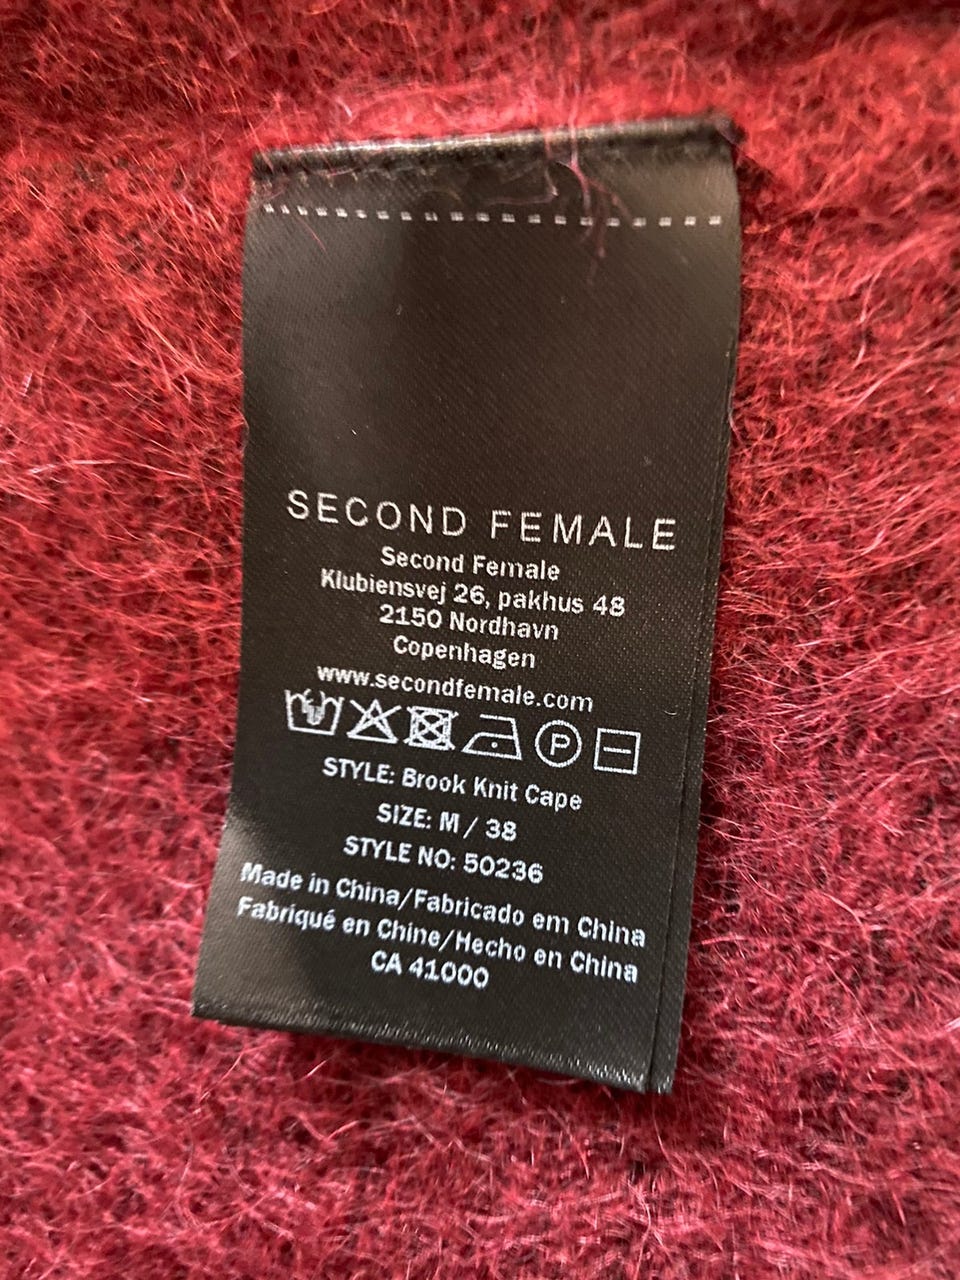 SECOND FEMALE
Second Female
Klubiensvej 26, pakhus 48
2150 Nordhavn
Copenhagen
www.secondfemale.com
P
STYLE: Brook Knit Cape
SIZE: M / 38
STYLE NO: 50236
Made in China/Fabricado em China
Fabriqué en Chine/Hecho en China
CA 41000